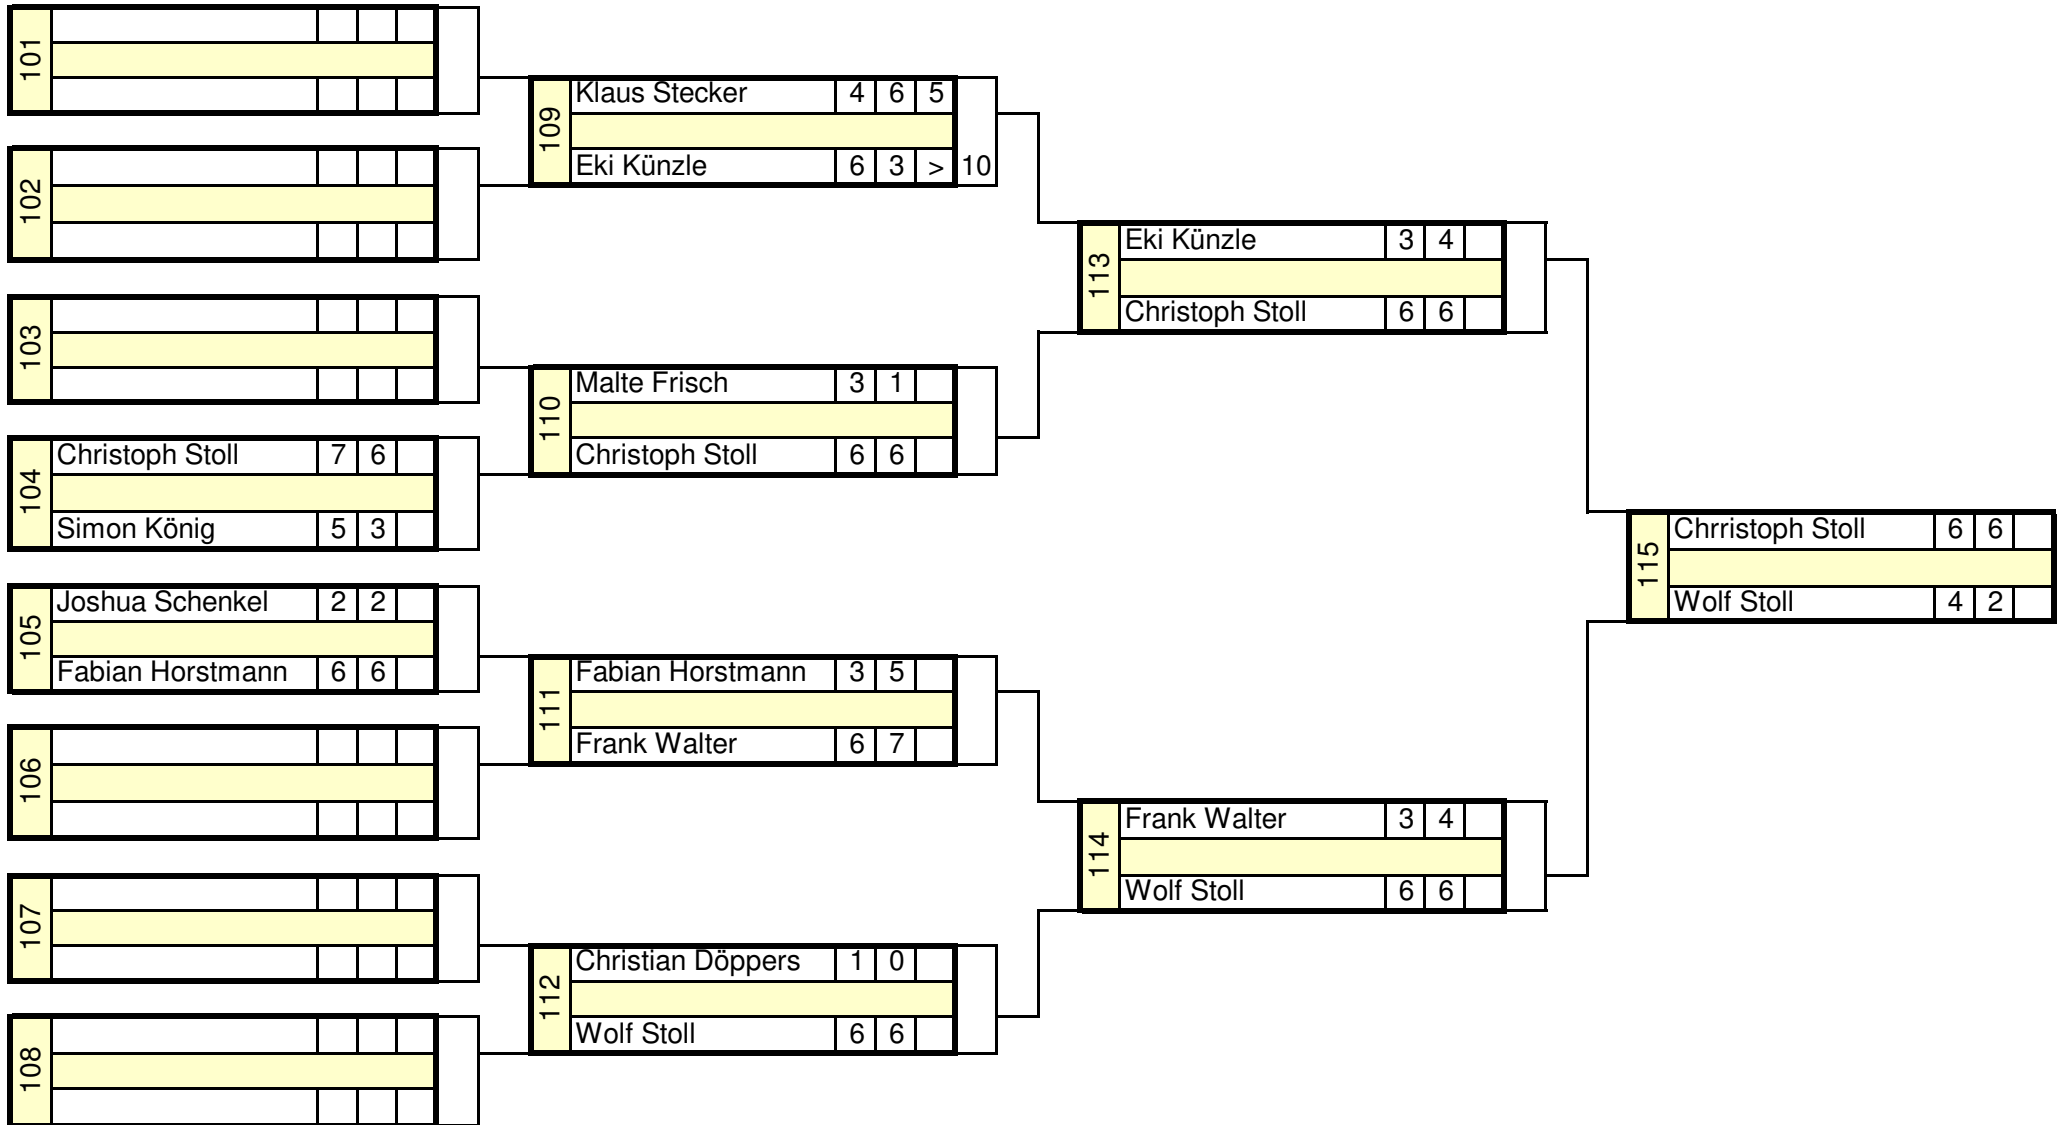 101
102
103
104
Christoph Stoll 7 6
Simon König 5 3
105
Joshua Schenkel 2 2
Fabian Horstmann 6 6
106
107
108
109
Klaus Stecker 4 6 5
Eki Künzle 6 3 > 10
110
Malte Frisch 3 1
Christoph Stoll 6 6
111
Fabian Horstmann 3 5
Frank Walter 6 7
112
Christian Döppers 1 0
Wolf Stoll 6 6
113
Eki Künzle 3 4
Christoph Stoll 6 6
114
Frank Walter 3 4
Wolf Stoll 6 6
115
Chrristoph Stoll 6 6
Wolf Stoll 4 2